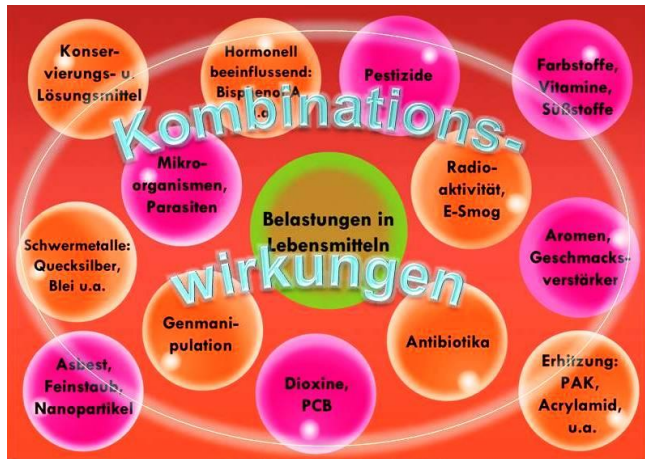 Konser-
vierungs- u.
Lösungsmittel
Hormonell
beeinflussend:
Bisphenol A
u.a.
Pestizide
Farbstoffe,
Vitamine,
Süßstoffe
Kombinations-
Mikro-
organismen,
Parasiten
Radio-
aktivität,
E-Smog
Belastungen in
Lebensmitteln
Schwermetalle:
Quecksilber,
Blei u.a.
Aromen,
Geschmacks-
verstärker
wirkungen
Genmani-
pulation
Antibiotika
Asbest,
Feinstaub.
Nanopartikel
Dioxine,
PCB
Erhitzung:
PAK,
Acrylamid,
u.a.